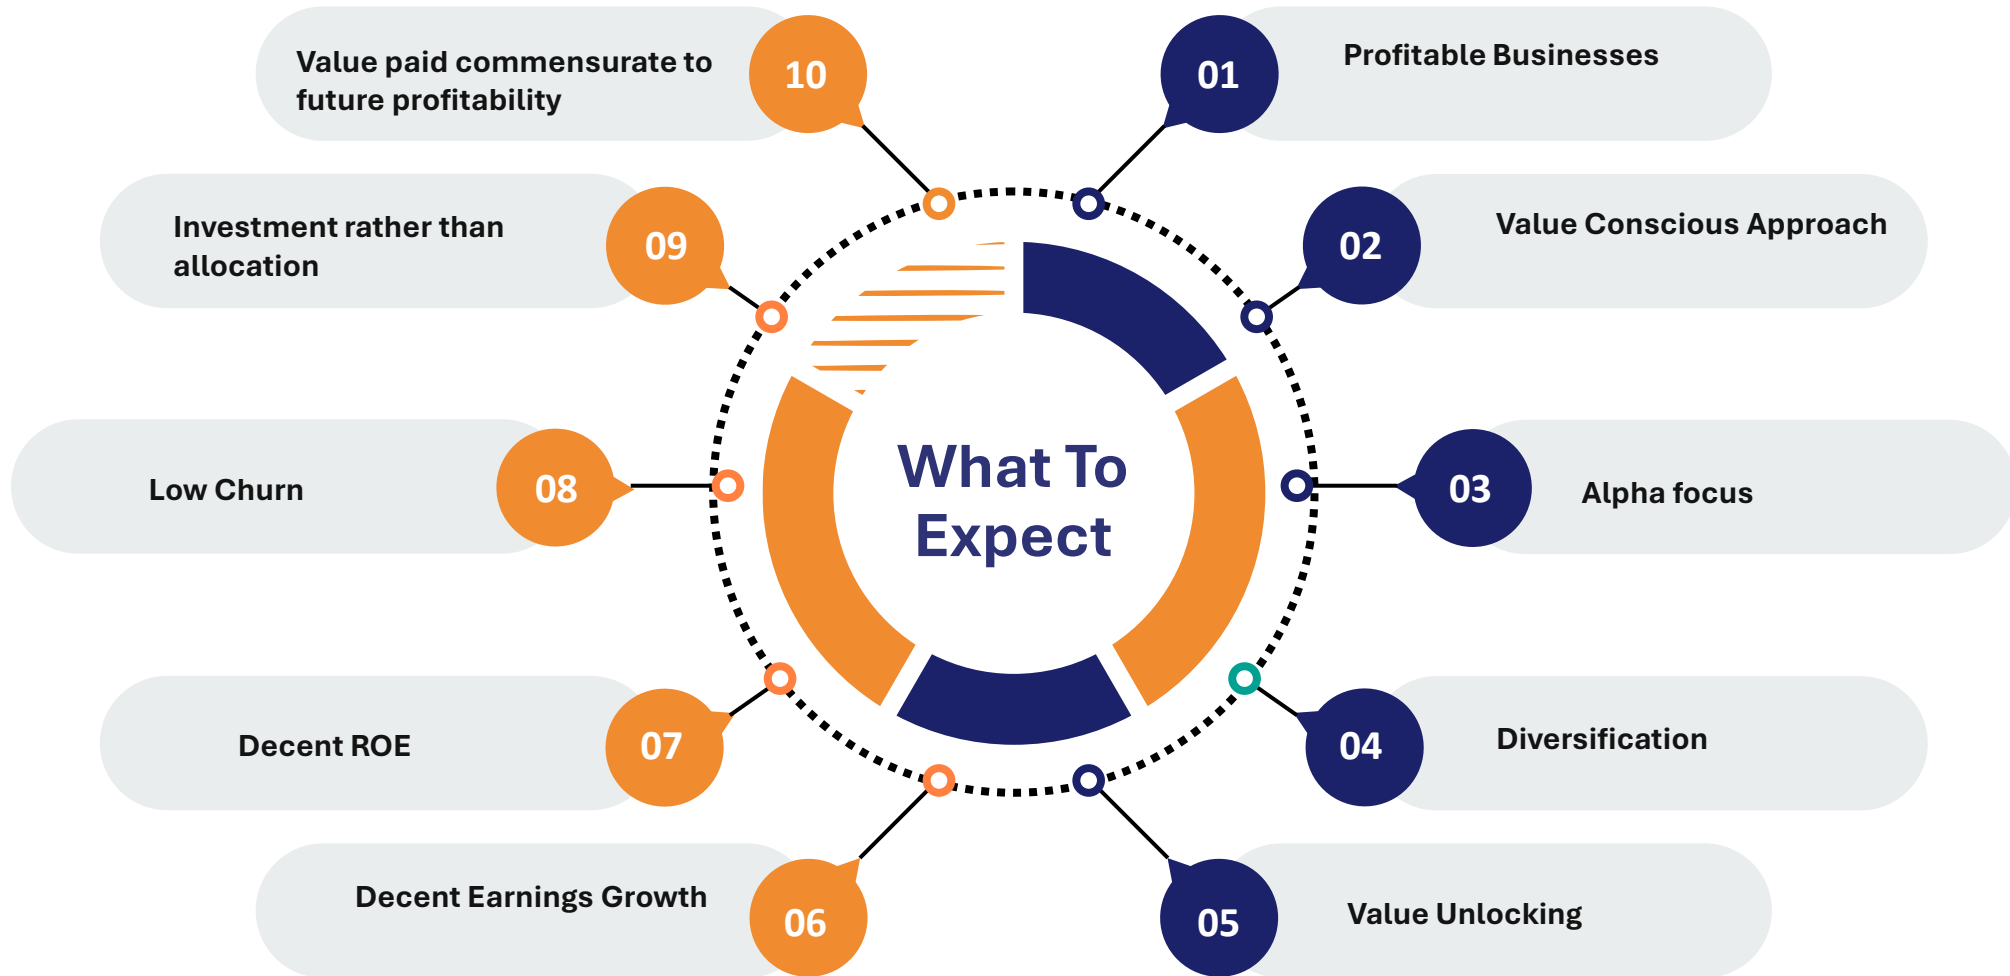 What To
Expect
01
Profitable Businesses
02
Value Conscious Approach
03
Alpha focus
04
Diversification
05
Value Unlocking
06
Decent Earnings Growth
07
Decent ROE
08
Low Churn
09
Investment rather than
allocation
10
Value paid commensurate to
future profitability